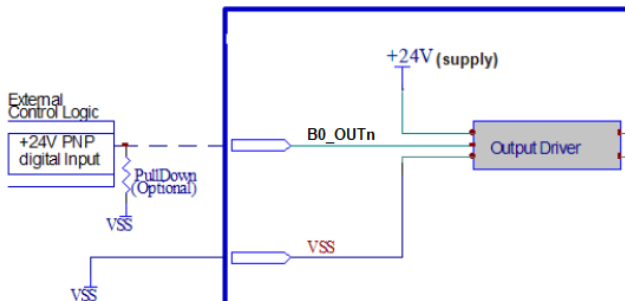 +24V (supply)
External
Control Logic
+24V PNP
digital Input
B0_OUTn
Output Driver
PullDown
(Optional)
VSS
VSS
VSS